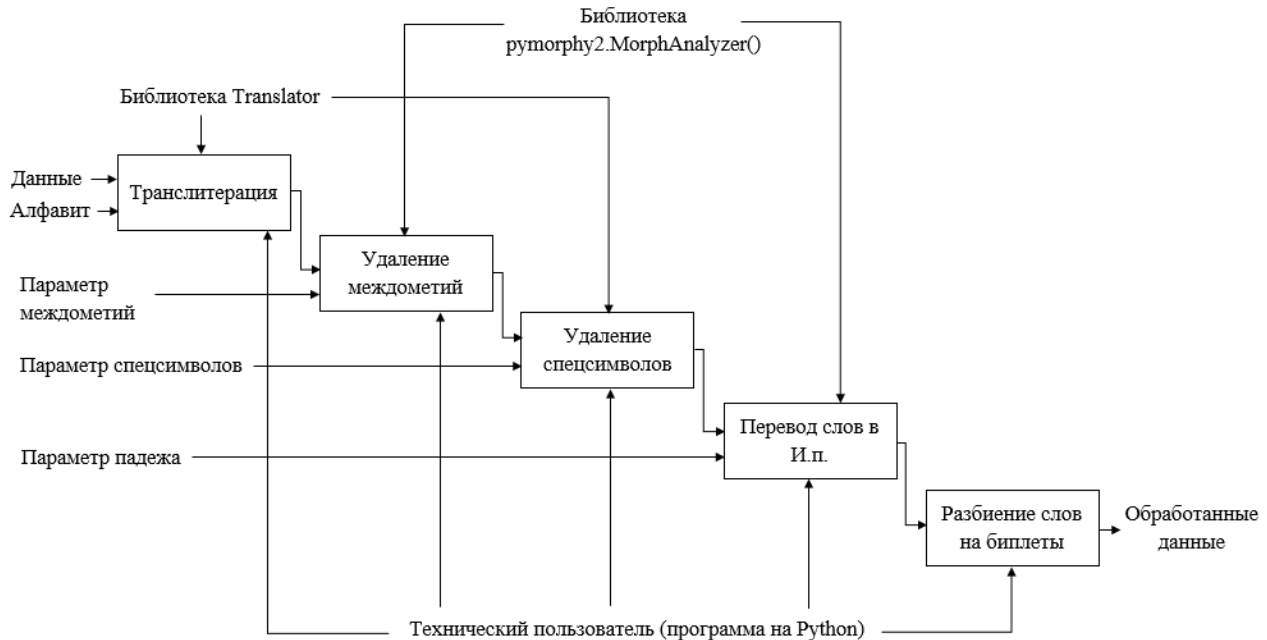 Библиотека
pymorphy2.MorphAnalyzer()
Библиотека Translator
Данные
Алфавит
Транслитерация
Удаление
междометий
Параметр
междометий
Удаление
спецсимволов
Параметр спецсимволов
Перевод слов в
И.п.
Параметр падежа
Разбиение слов
на биплеты
Обработанные
данные
Технический пользователь (программа на Python)